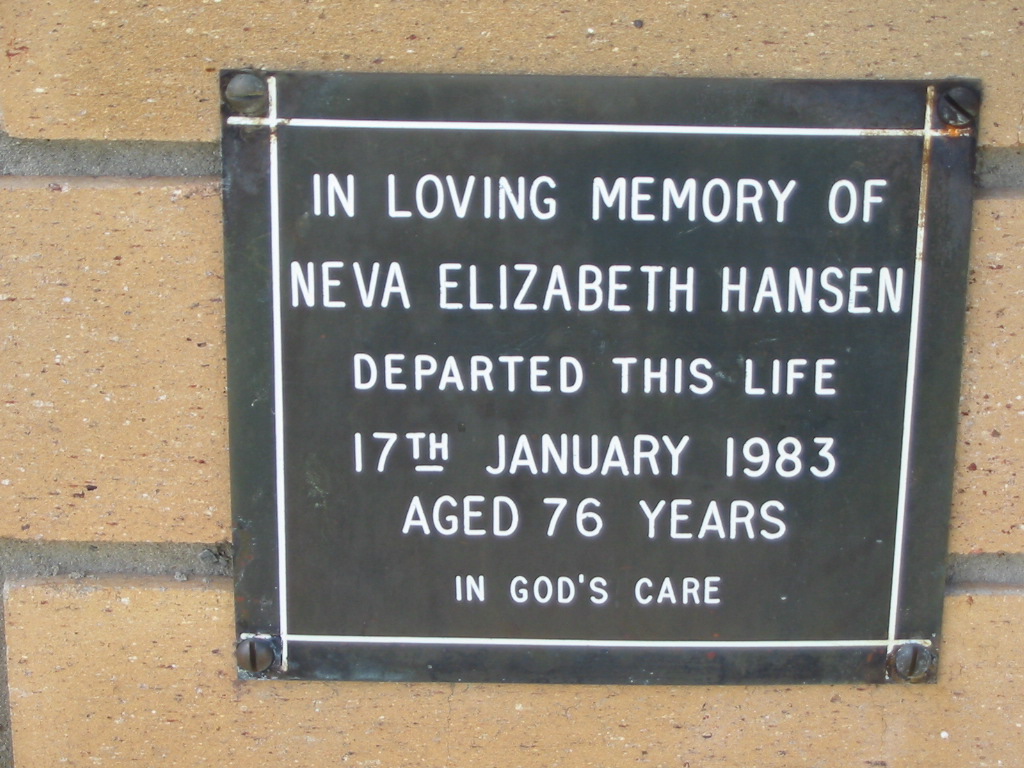 IN LOVING MEMORY OF
NEVA ELIZABETH HANSEN
DEPARTED THIS LIFE
17TH JANUARY 1983
AGED 76 YEARS
IN GOD'S CARE